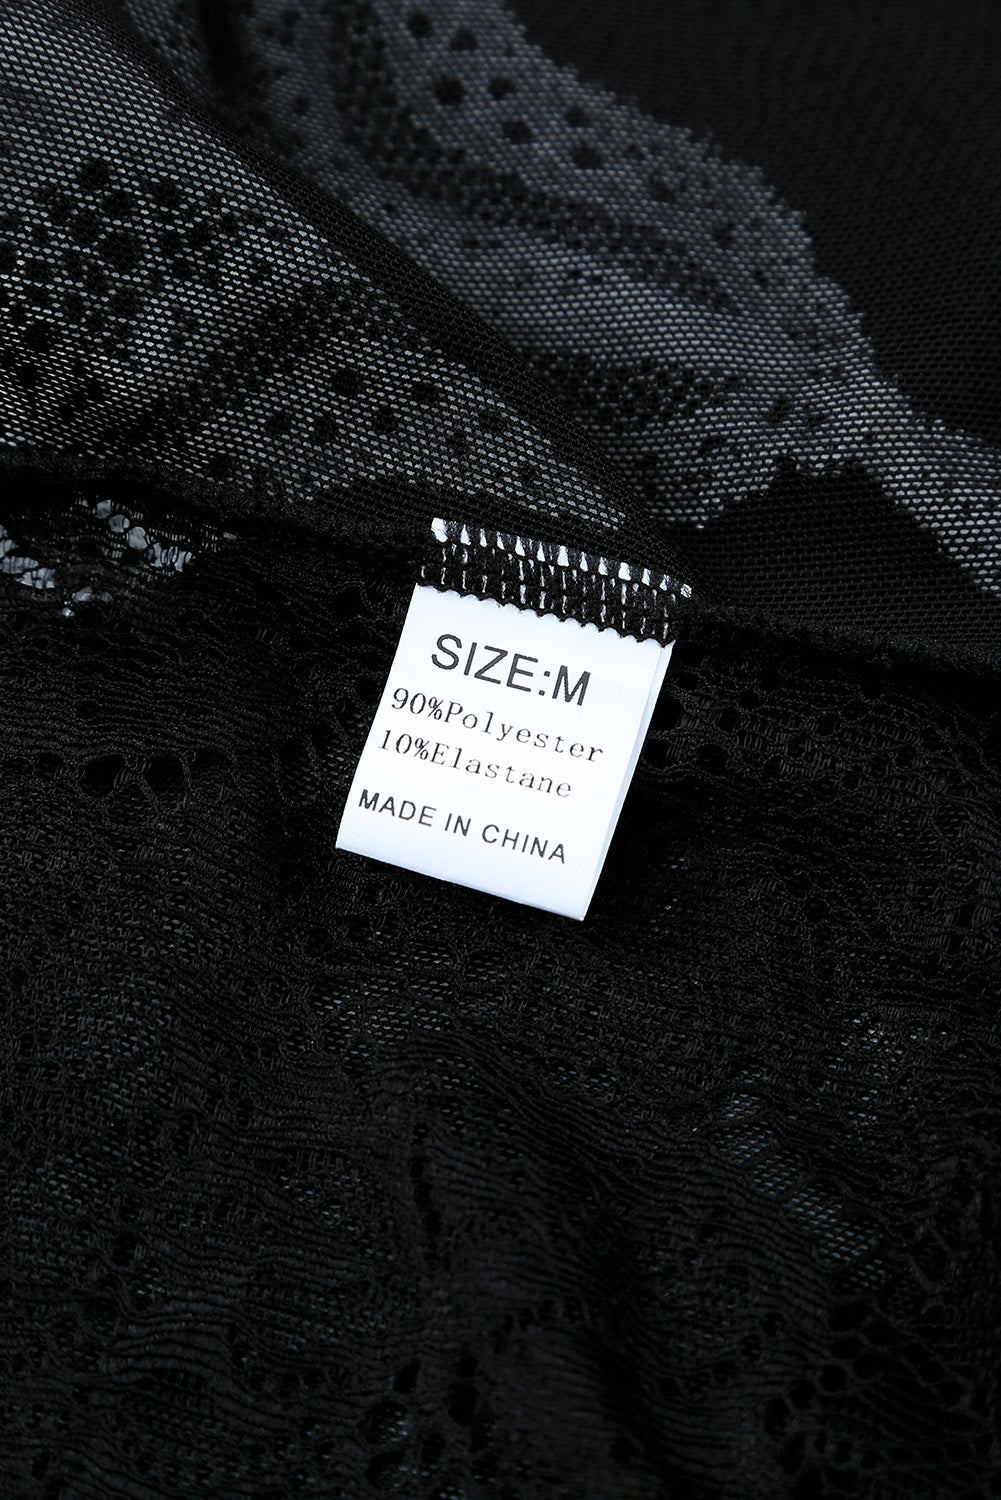 SIZE:M
90%Polyester
10%Elastane
MADE IN CHINA